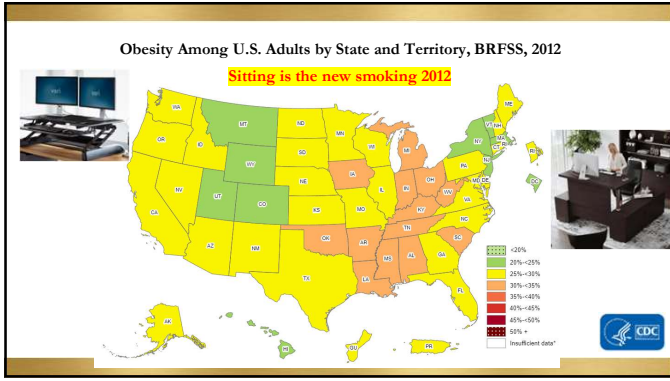 Obesity Among U.S. Adults by State and Territory, BRFSS, 2012
Sitting is the new smoking 2012
WA
OR
ID
MT
WY
NV
CA
UT
CO
AZ
NM
ND
SD
NE
KS
OK
TX
MN
IA
MO
AR
LA
WI
IL
MI
IN
OH
KY
TN
MS
AL
GA
FL
SC
NC
VA
WV
PA
NY
VT
NH
ME
MA
RI
CT
NJ
MD
DE
RI
DC
AK
HI
GU
PR
<20%
20%-<25%
25%-<30%
30%-<35%
35%-<40%
40%-<45%
45%-<50%
50% +
Insufficient data*
CDC